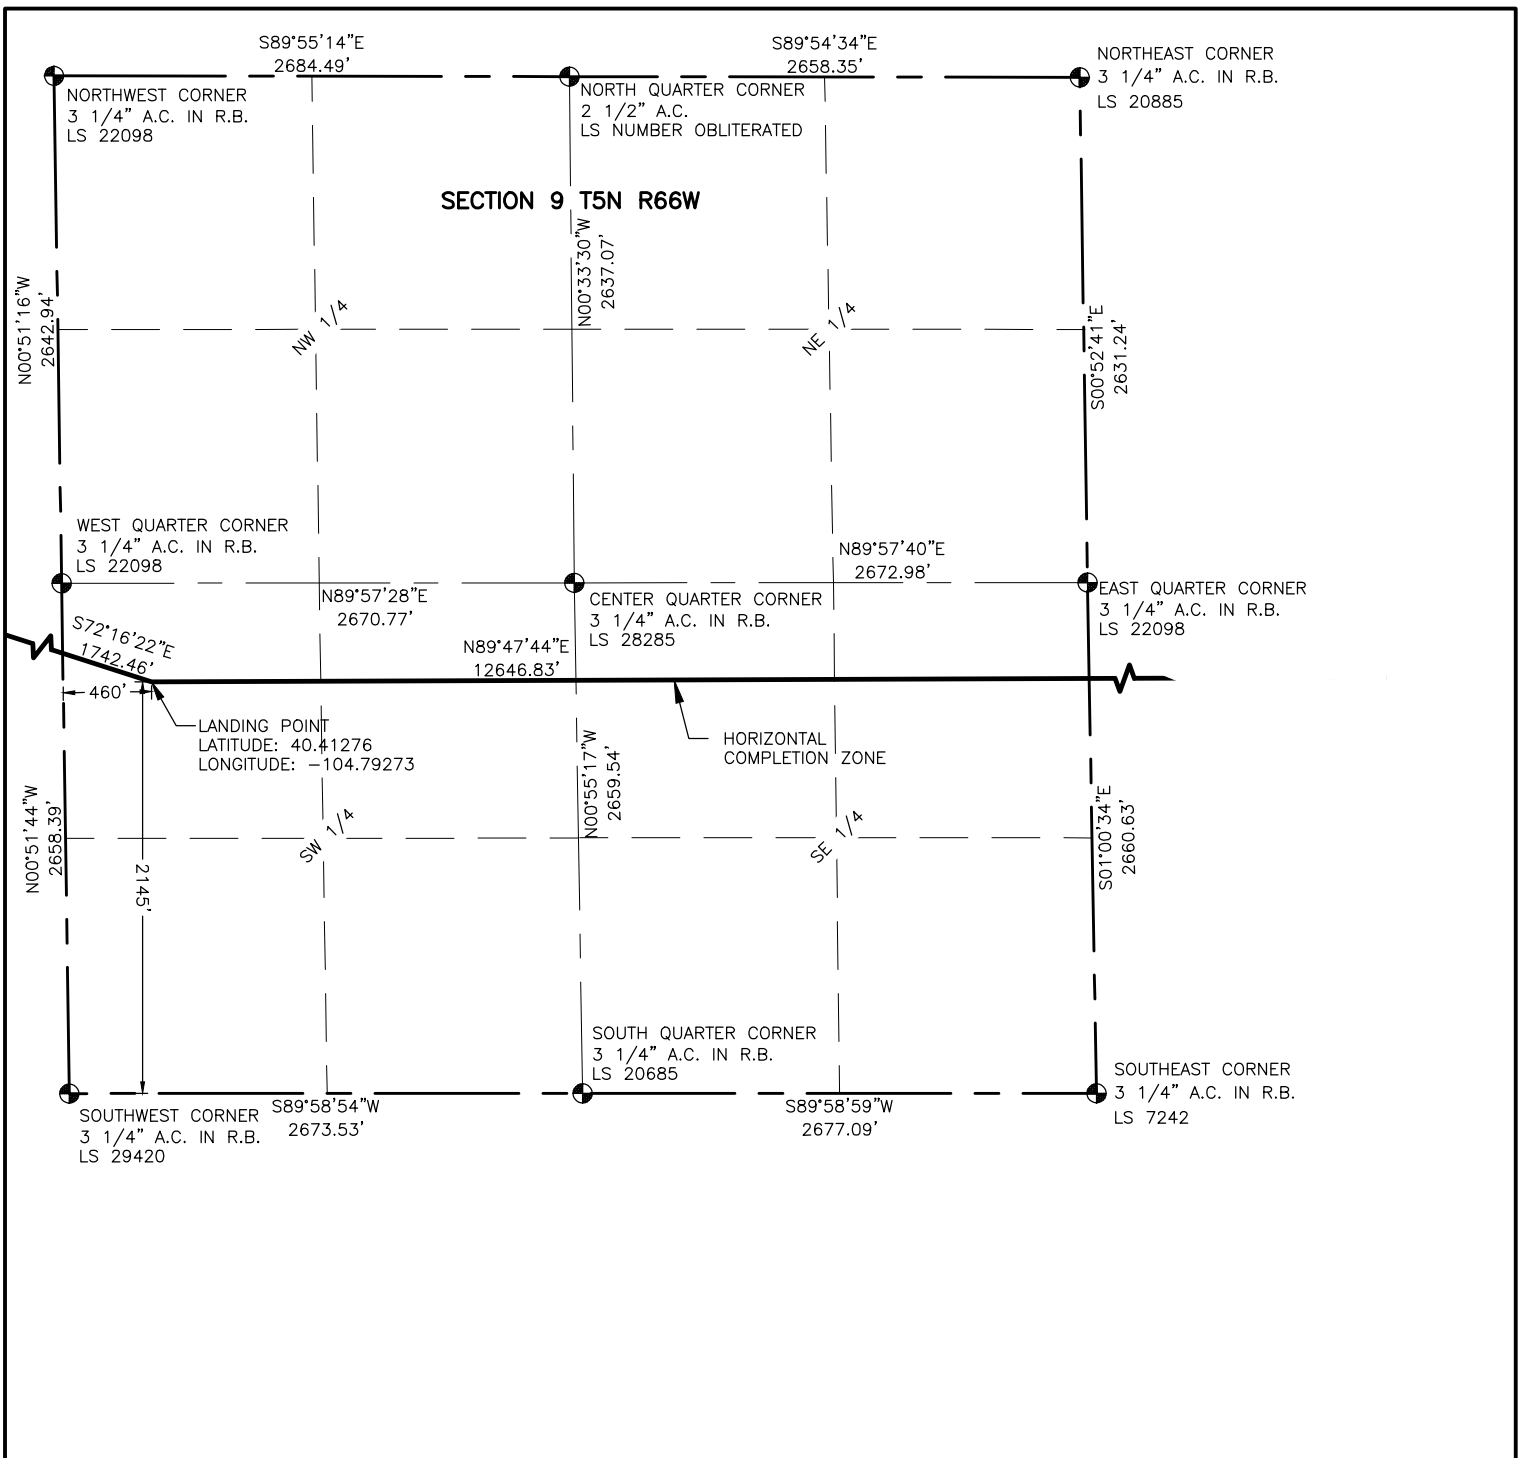 S89°55'14"E
2684.49'
S89°54'34"E
2658.35'
NORTHEAST CORNER
3 1/4" A.C. IN R.B.
LS 20885
NORTHWEST CORNER
3 1/4" A.C. IN R.B.
LS 22098
NORTH QUARTER CORNER
2 1/2" A.C.
LS NUMBER OBLITERATED
SECTION 9 T5N R66W
N00°51'16"W
2642.94'
NW 1/4
N00°33'30"W
2637.07'
NE 1/4
S00°52'41"E
2631.24'
WEST QUARTER CORNER
3 1/4" A.C. IN R.B.
LS 22098
N89°57'28"E
2670.77'
CENTER QUARTER CORNER
3 1/4" A.C. IN R.B.
LS 28285
N89°57'40"E
2672.98'
EAST QUARTER CORNER
3 1/4" A.C. IN R.B.
LS 22098
S72°16'22"E
1742.46'
N89°47'44"E
12646.83'
460'
LANDING POINT
LATITUDE: 40.41276
LONGITUDE: -104.79273
HORIZONTAL
COMPLETION ZONE
N00°51'44"W
2658.39'
2145'
SW 1/4
N00°55'17"W
2659.54'
SE 1/4
S01°00'34"E
2660.63'
SOUTH QUARTER CORNER
3 1/4" A.C. IN R.B.
LS 20685
SOUTHEAST CORNER
3 1/4" A.C. IN R.B.
LS 7242
SOUTHWEST CORNER
3 1/4" A.C. IN R.B.
LS 29420
S89°58'54"W
2673.53'
S89°58'59"W
2677.09'